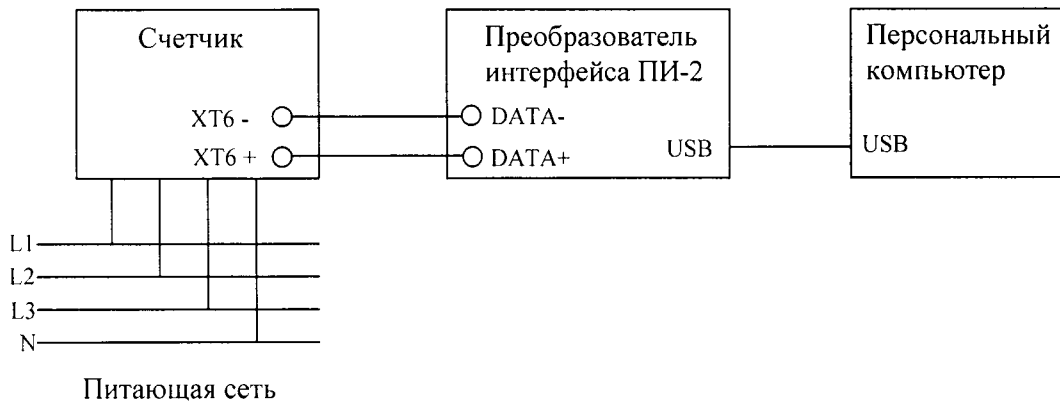 Счетчик
XT6 -
XT6 +
Преобразователь
интерфейса ПИ-2
DATA-
DATA+
USB
Персональный
компьютер
USB
L1
L2
L3
N
Питающая сеть